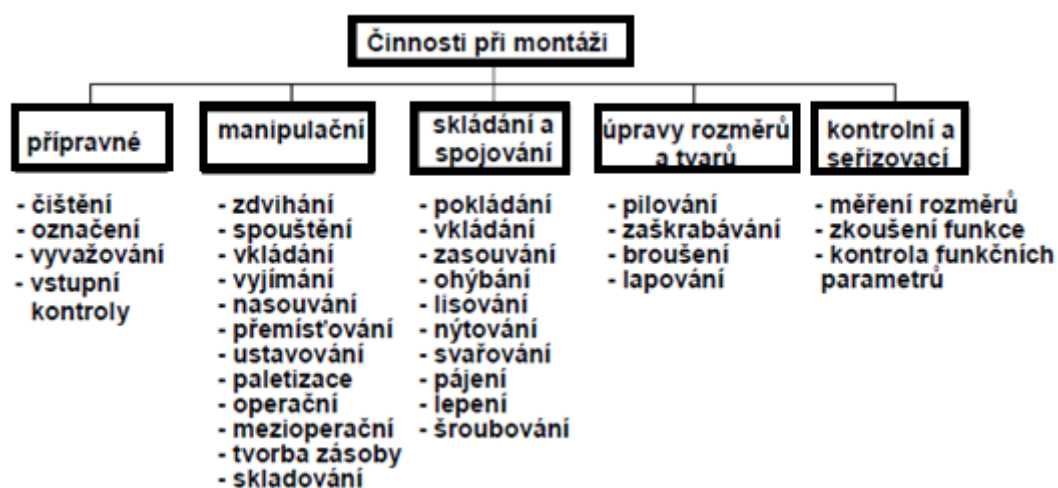 Činnosti při montáži
přípravné
- čištění
- označení
- vyvažování
- vstupní
kontroly
manipulační
- zdvihání
- spouštění
- vkládání
- vyjímání
- nasouvání
- přemísťování
- ustavování
- paletizace
- operační
- mezioperační
- tvorba zásoby
- skladování
skládání a
spojování
- pokládání
- vkládání
- zasouvání
- ohýbání
- lisování
- nýtování
- svařování
- pájení
- lepení
- šroubování
úpravy rozměrů
a tvarů
- pilování
- zaškrabávání
- broušení
- lapování
kontrolní a
seřizovací
- měření rozměrů
- zkoušení funkce
- kontrola funkčních
parametrů